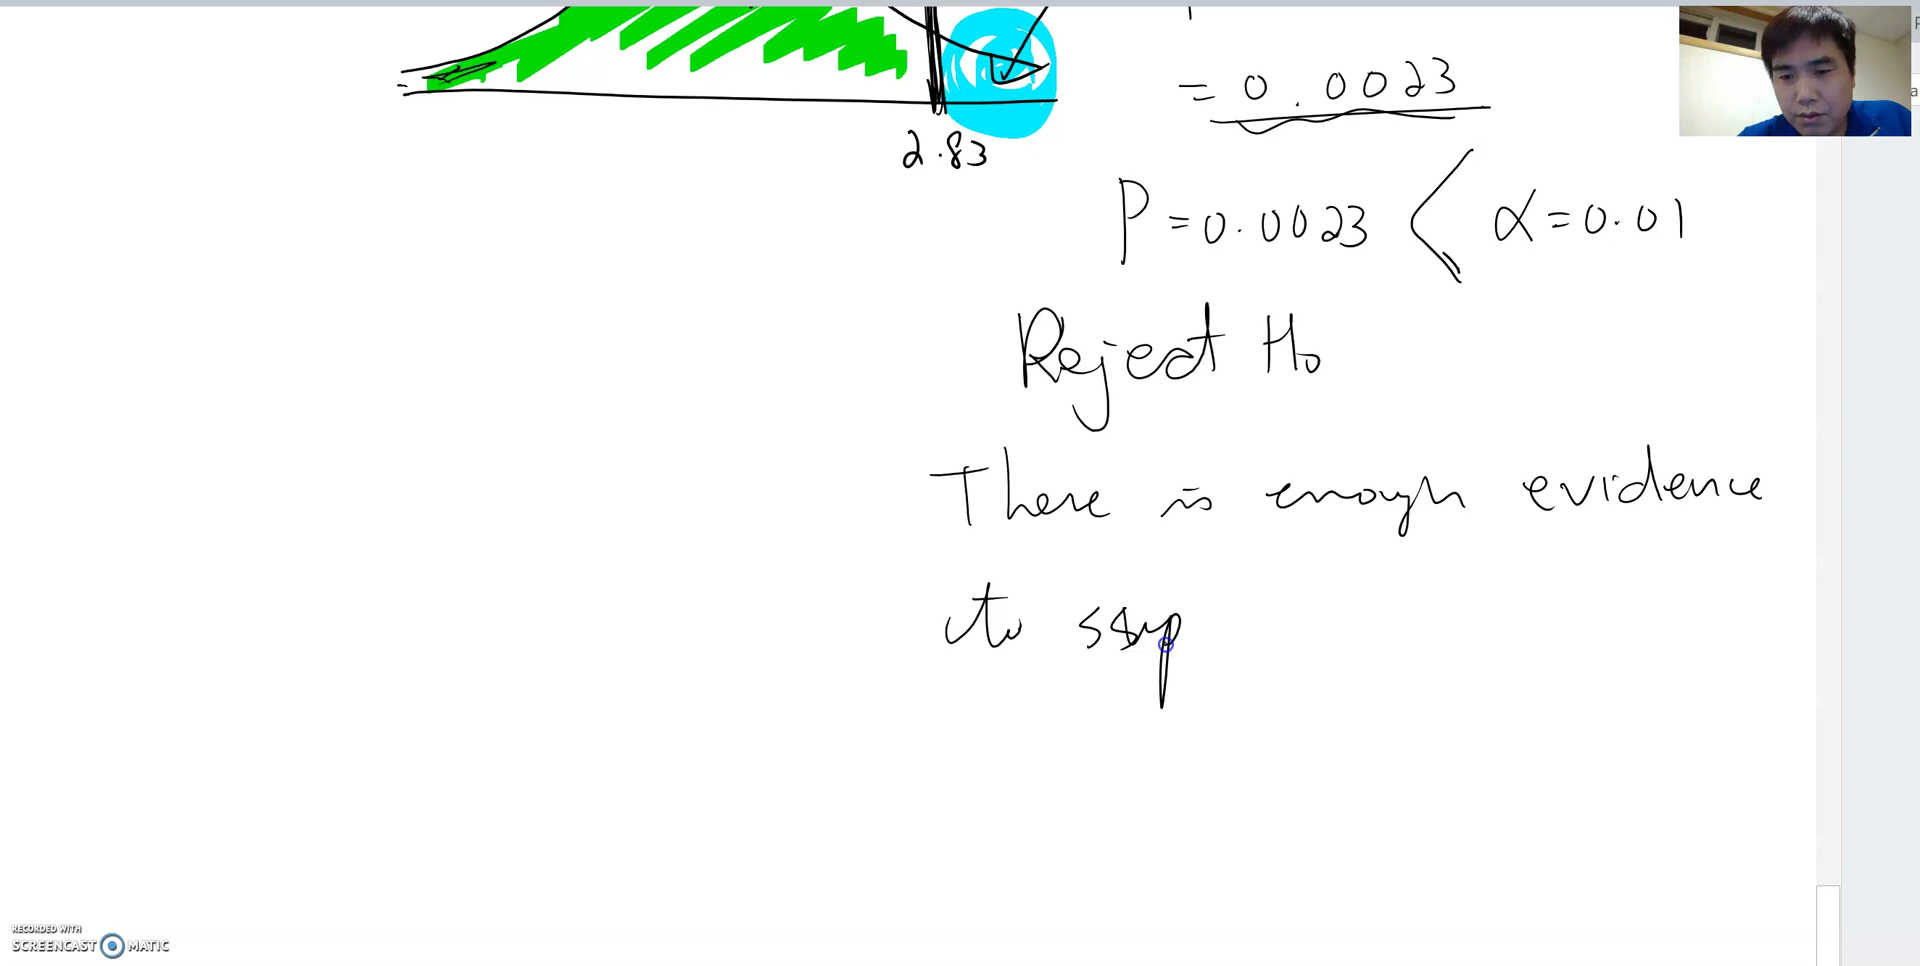 = 0.0023
2.83
P = 0.0023 < α = 0.01
Reject H₀
There is enough evidence
to ssup
RECORDED WITH
SCREENCAST MATIC